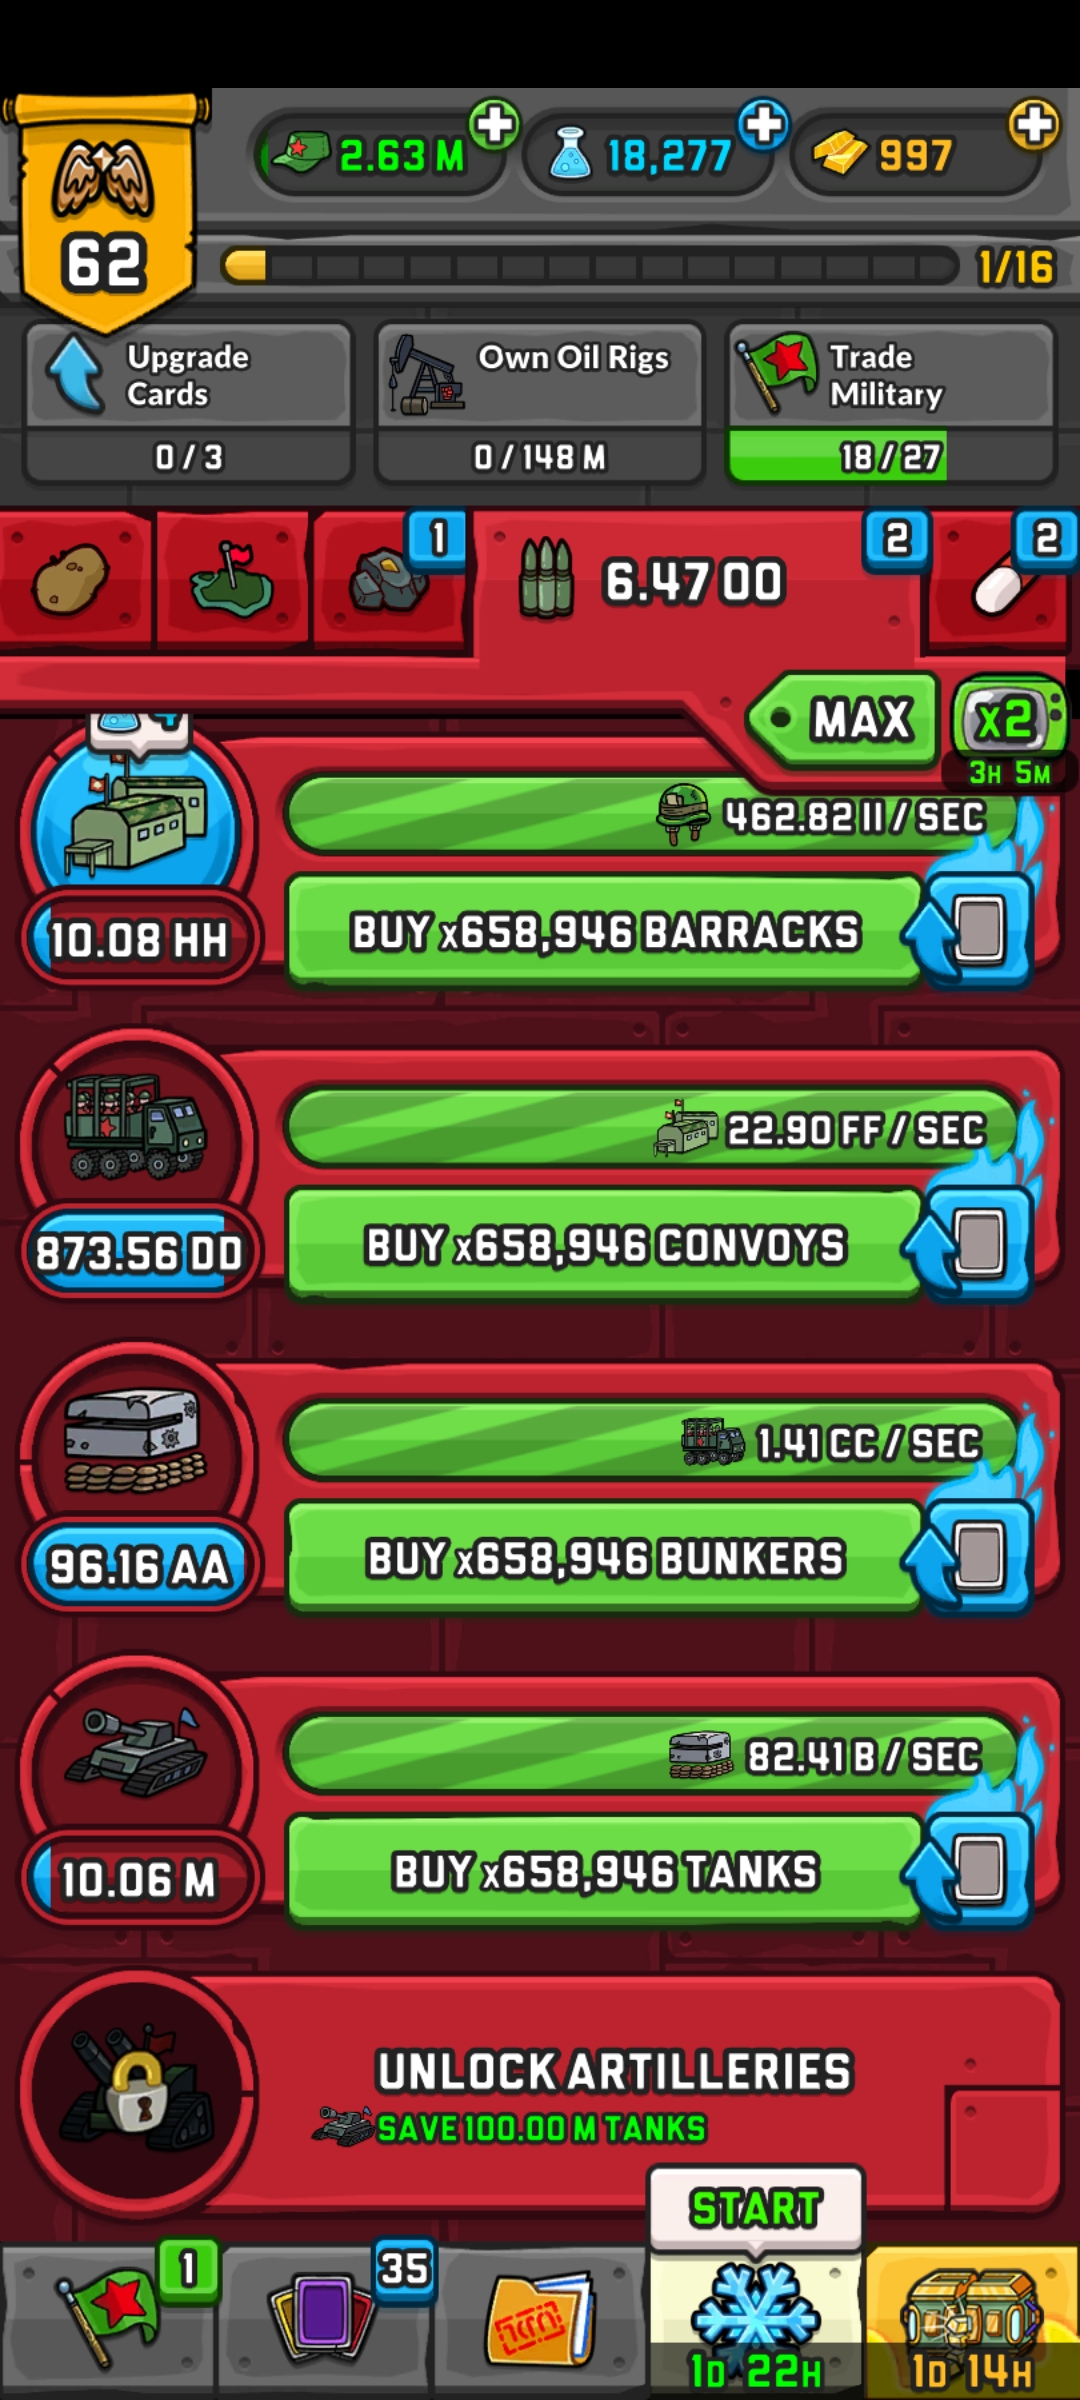 2.63 M
18,277
997
62
1/16
Upgrade
Cards
0 / 3
Own Oil Rigs
0 / 148 M
Trade
Military
18 / 27
1
6.47 OO
2
2
MAX
x2
3H 5M
462.82 II / SEC
10.08 HH
BUY x658,946 BARRACKS
22.90 FF / SEC
873.56 DD
BUY x658,946 CONVOYS
1.41 CC / SEC
96.16 AA
BUY x658,946 BUNKERS
82.41 B / SEC
10.06 M
BUY x658,946 TANKS
UNLOCK ARTILLERIES
SAVE 100.00 M TANKS
START
1
35
1D 22H
1D 14H